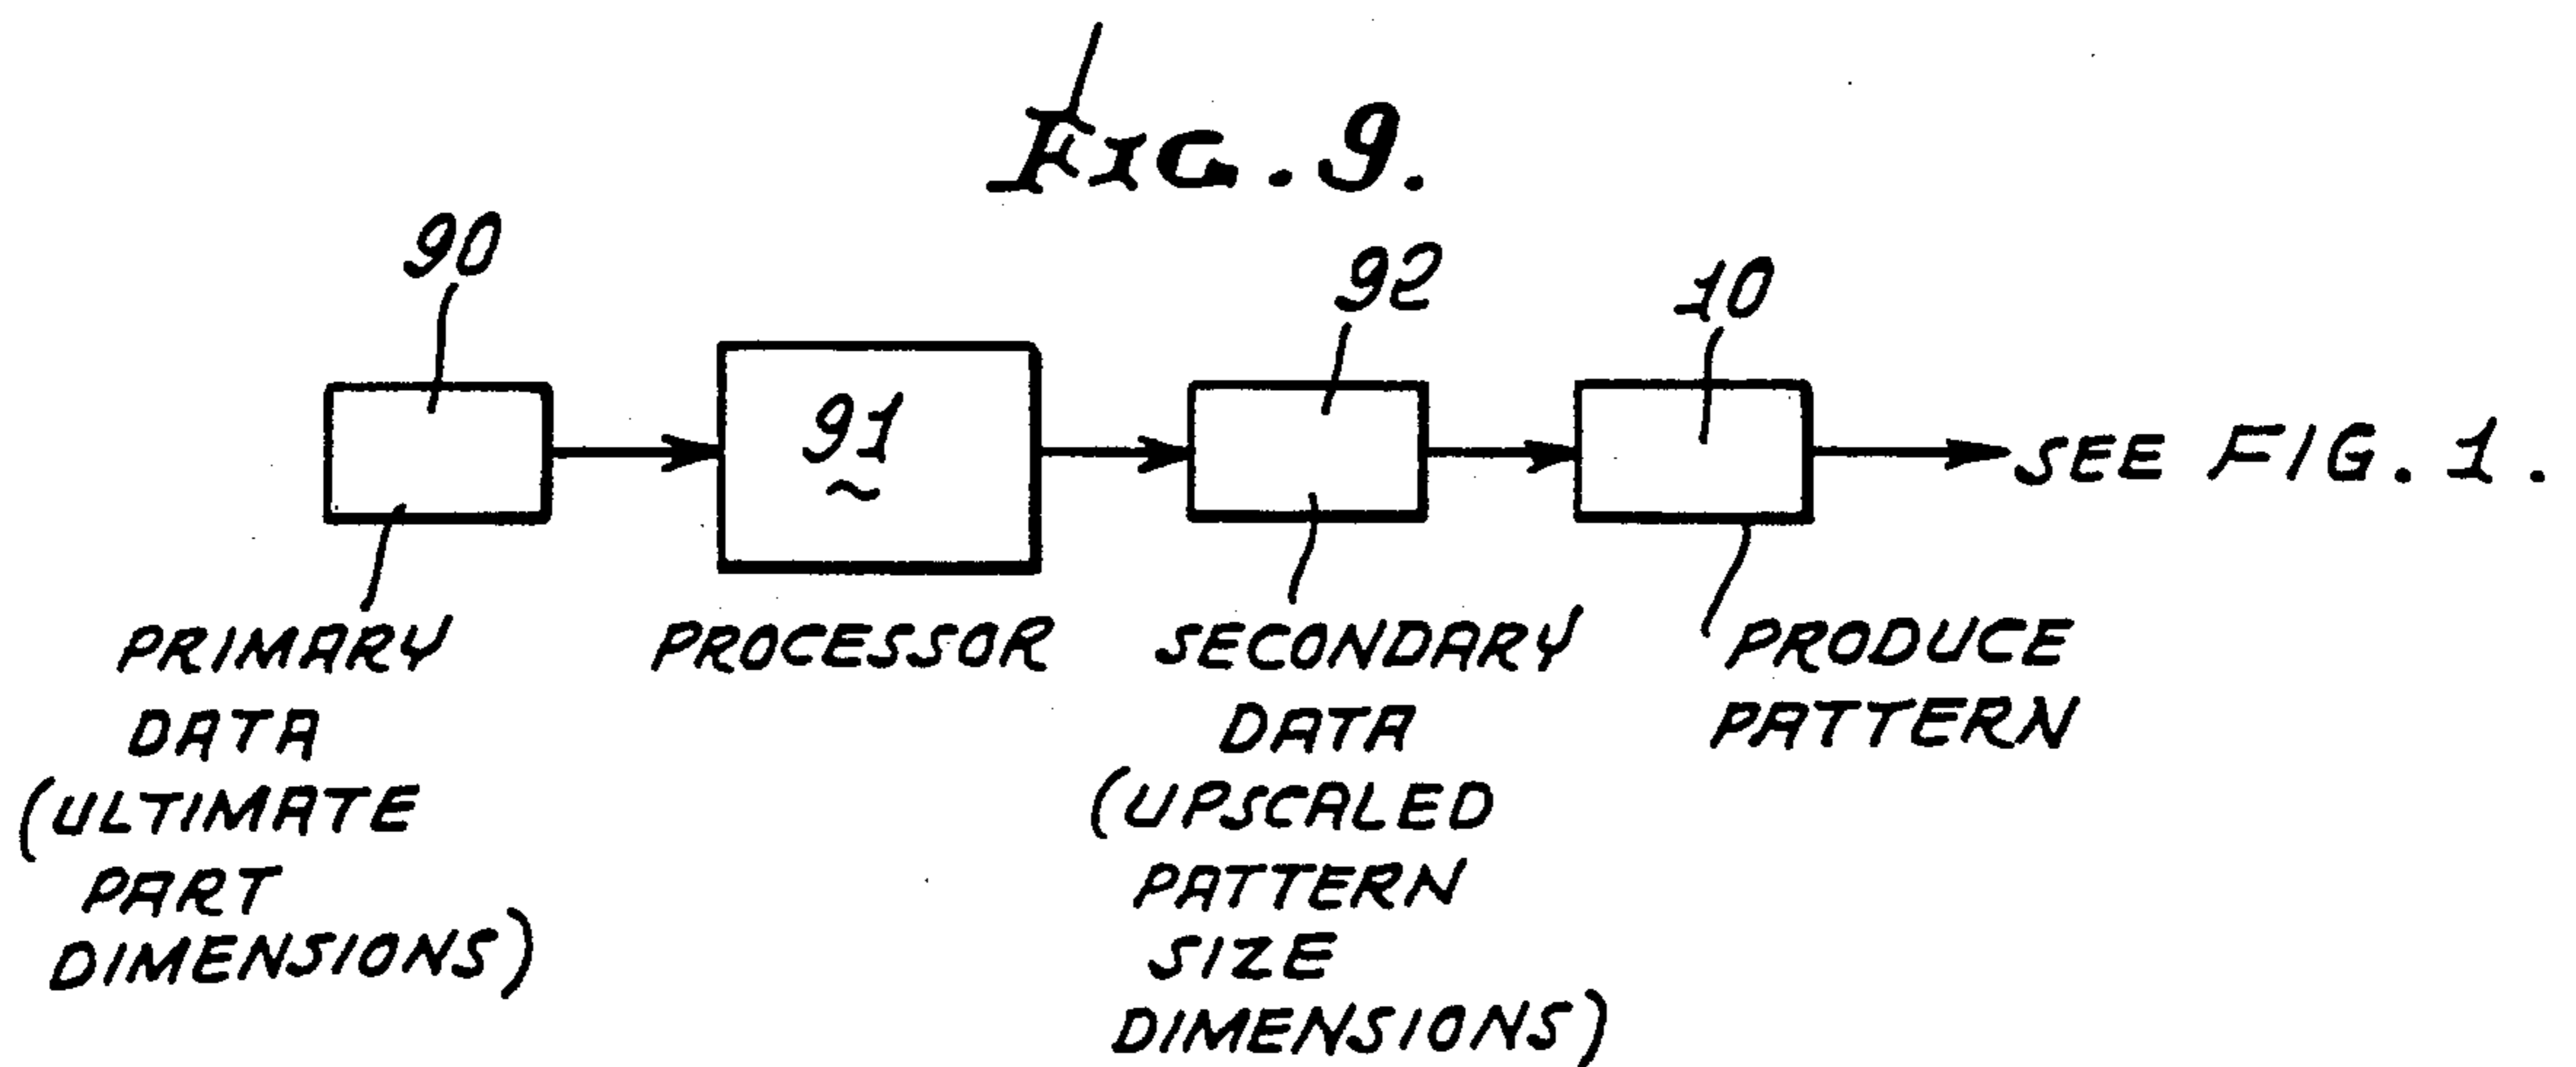 FIG. 9.
90
92
10
91
SEE FIG. 1.
PRIMARY
DATA
(ULTIMATE
PART
DIMENSIONS)
PROCESSOR
SECONDARY
DATA
(UPSCALED
PATTERN
SIZE
DIMENSIONS)
PRODUCE
PATTERN